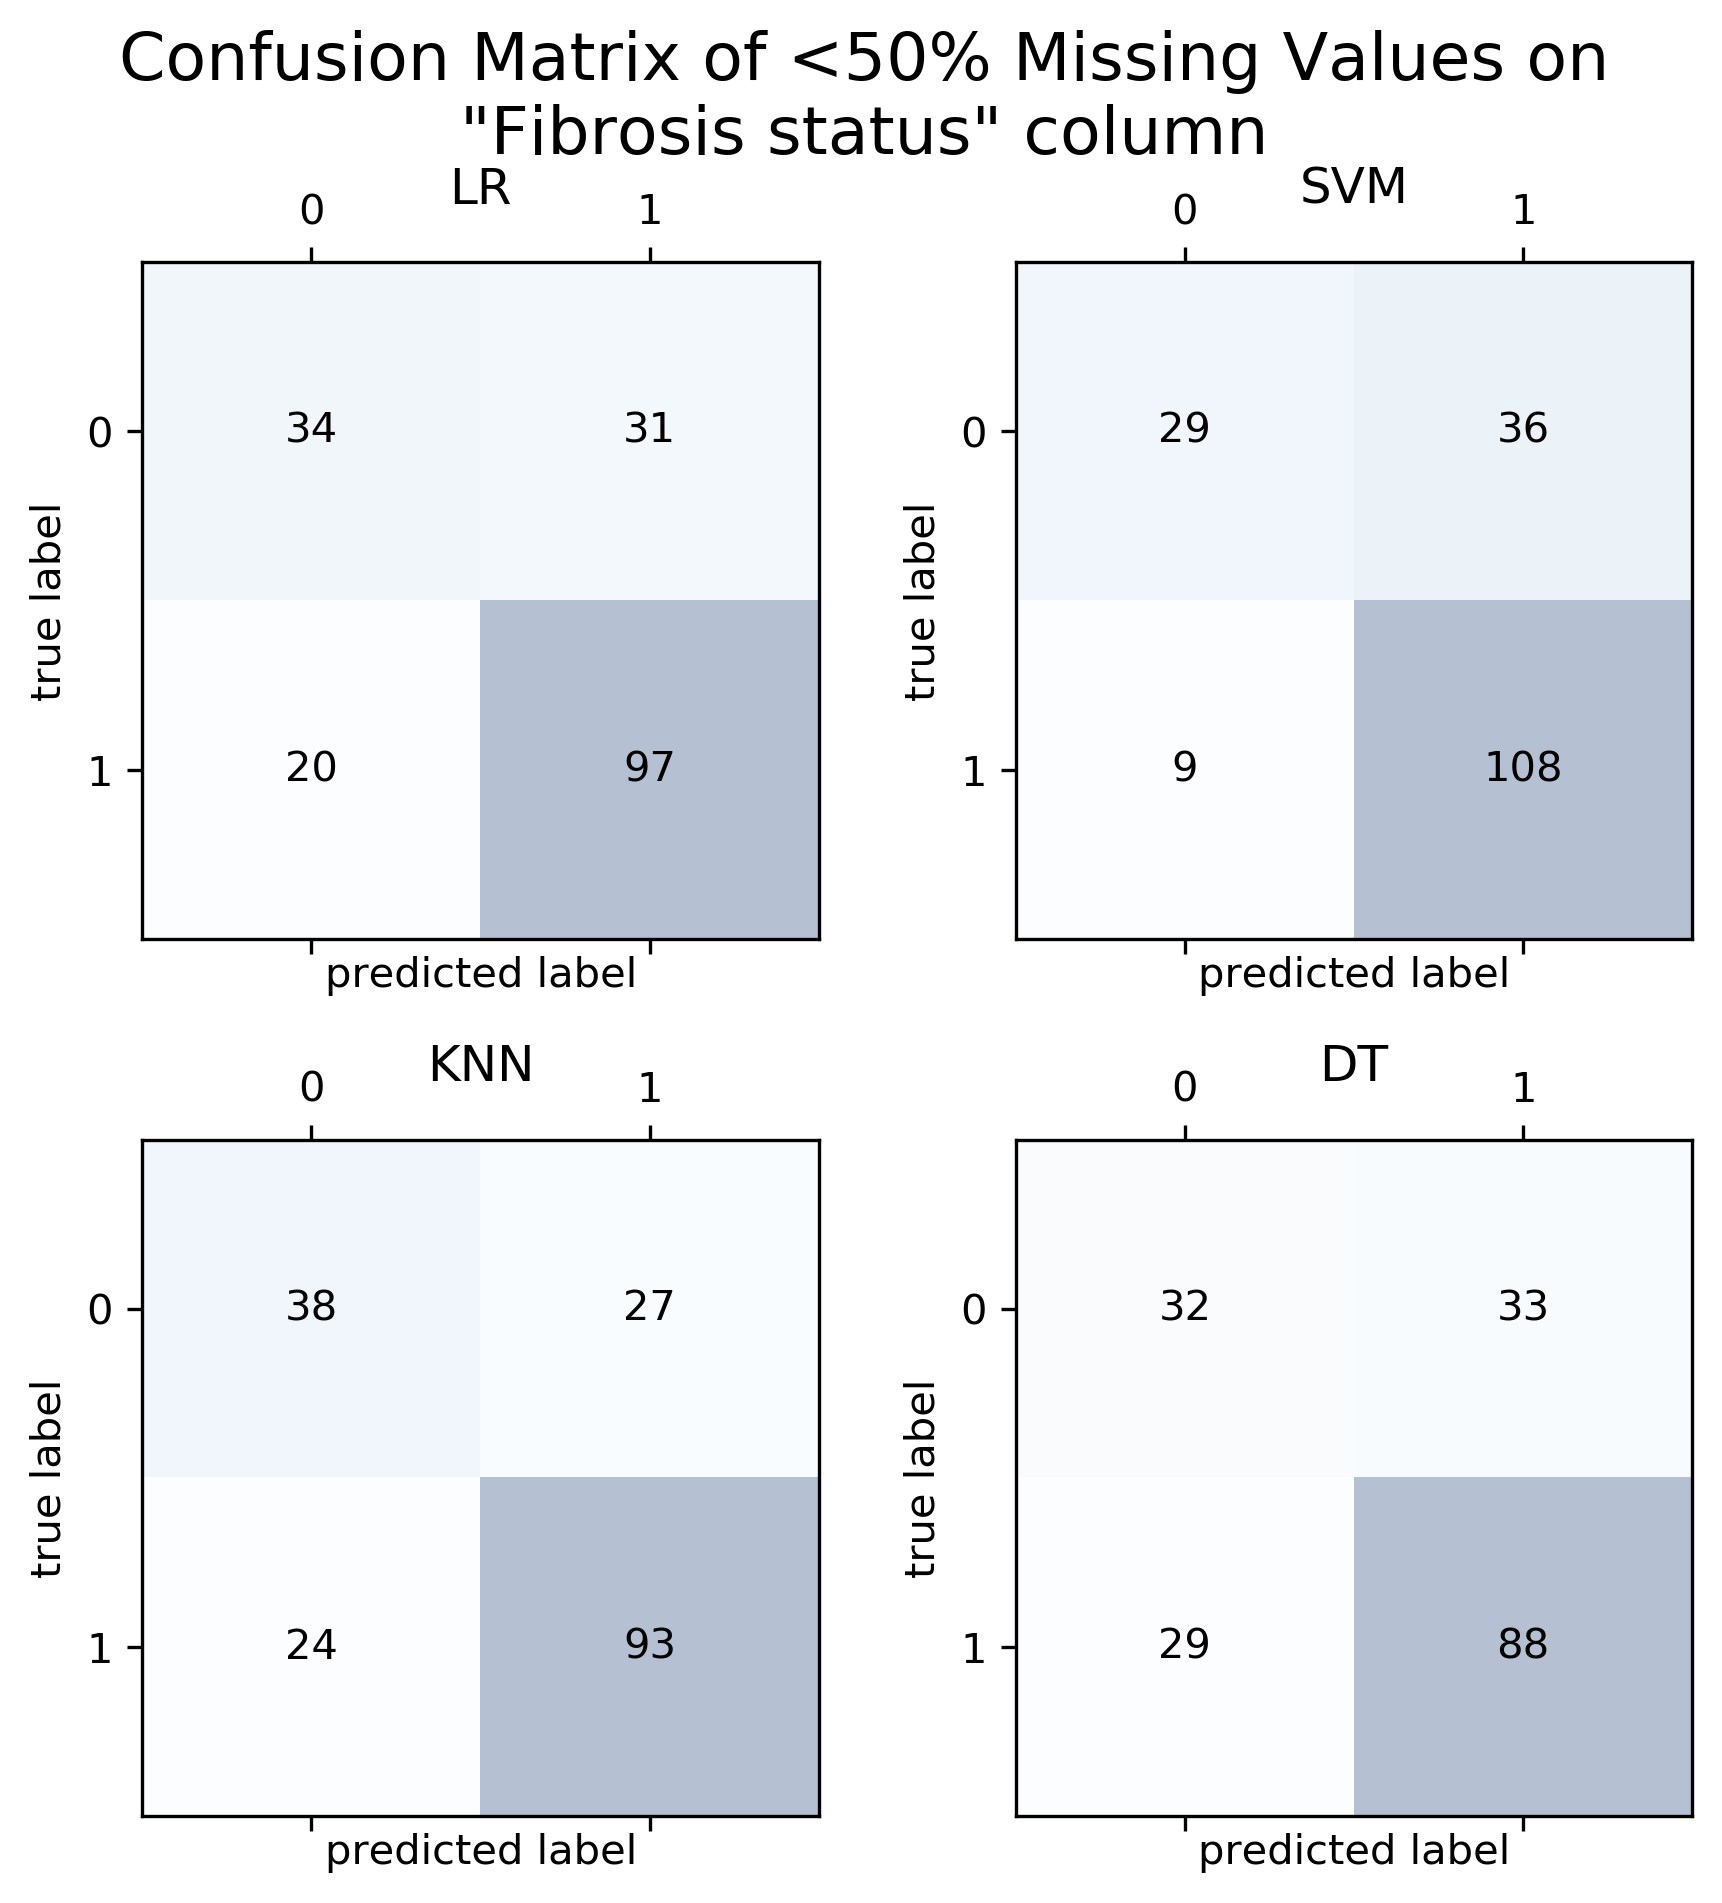 Confusion Matrix of <50% Missing Values on
"Fibrosis status" column
LR
0 1
0 34 31
1 20 97
true label
predicted label
SVM
0 1
0 29 36
1 9 108
true label
predicted label
KNN
0 1
0 38 27
1 24 93
true label
predicted label
DT
0 1
0 32 33
1 29 88
true label
predicted label